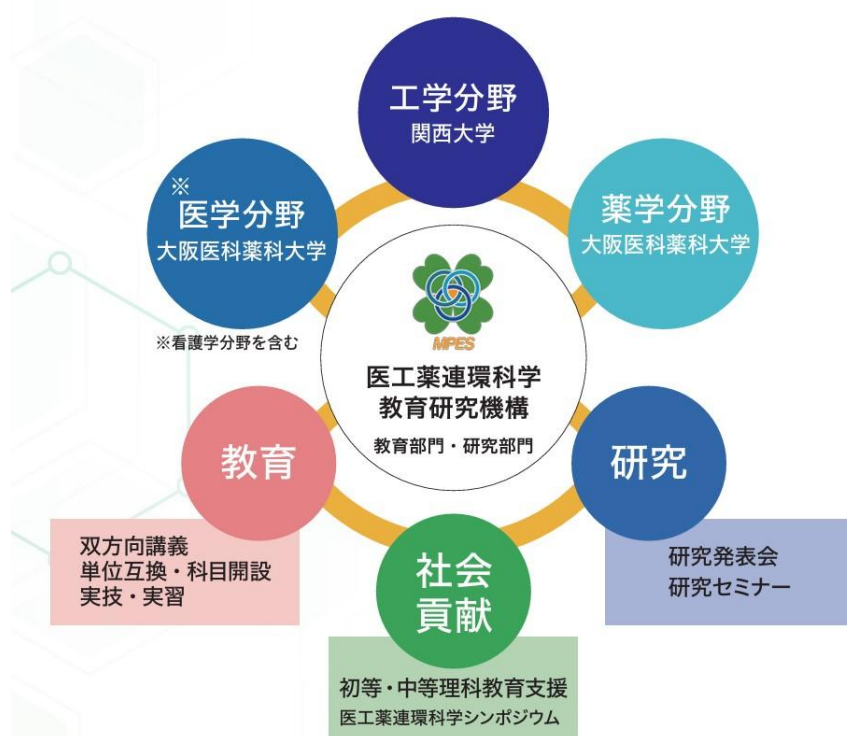 工学分野
関西大学
※
医学分野
大阪医科薬科大学
※看護学分野を含む
薬学分野
大阪医科薬科大学
MPES
医工薬連環科学
教育研究機構
教育部門・研究部門
教育
双方向講義
単位互換・科目開設
実技・実習
社会
貢献
初等・中等理科教育支援
医工薬連環科学シンポジウム
研究
研究発表会
研究セミナー